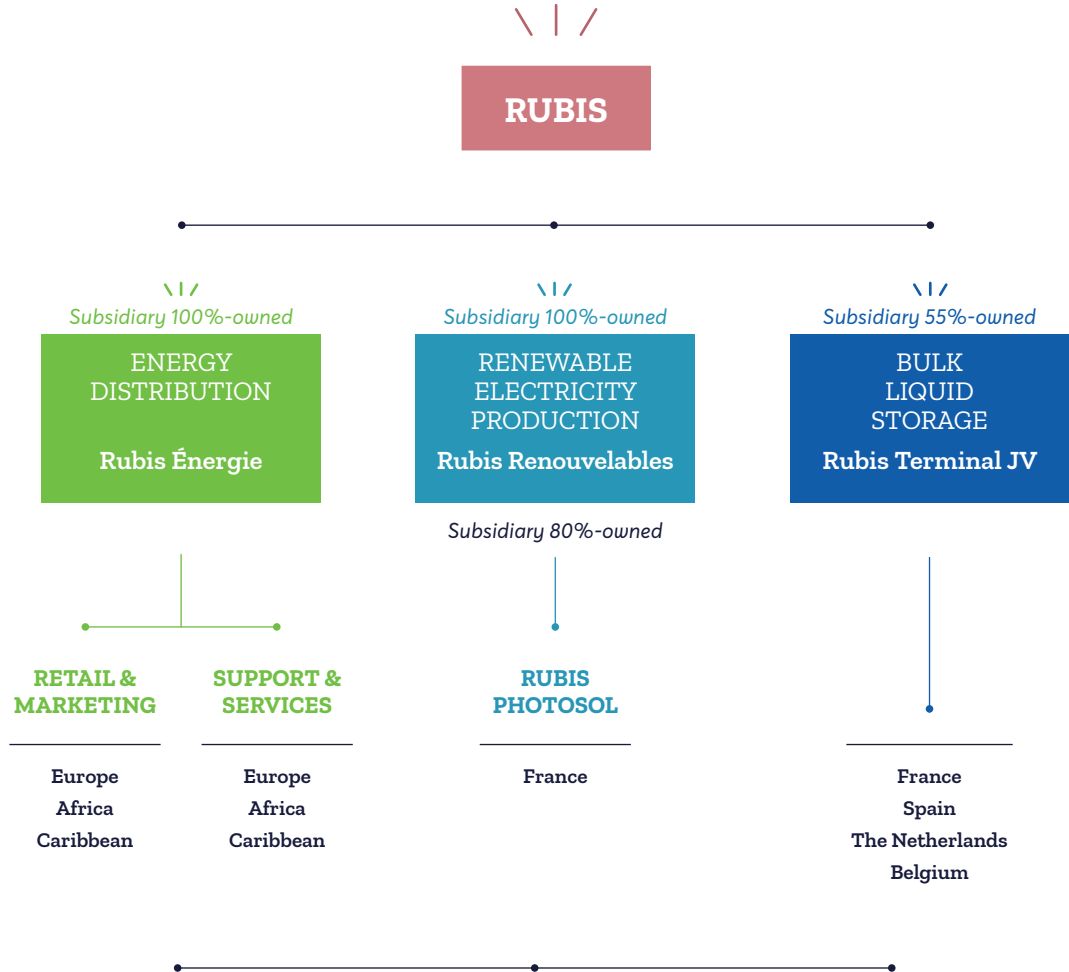 RUBIS
Subsidiary 100%-owned
ENERGY
DISTRIBUTION
Rubis Énergie
Subsidiary 100%-owned
RENEWABLE
ELECTRICITY
PRODUCTION
Rubis Renouvelables
Subsidiary 80%-owned
Subsidiary 55%-owned
BULK
LIQUID
STORAGE
Rubis Terminal JV
RETAIL &
MARKETING
Europe
Africa
Caribbean
SUPPORT &
SERVICES
Europe
Africa
Caribbean
RUBIS
PHOTOSOL
France
France
Spain
The Netherlands
Belgium